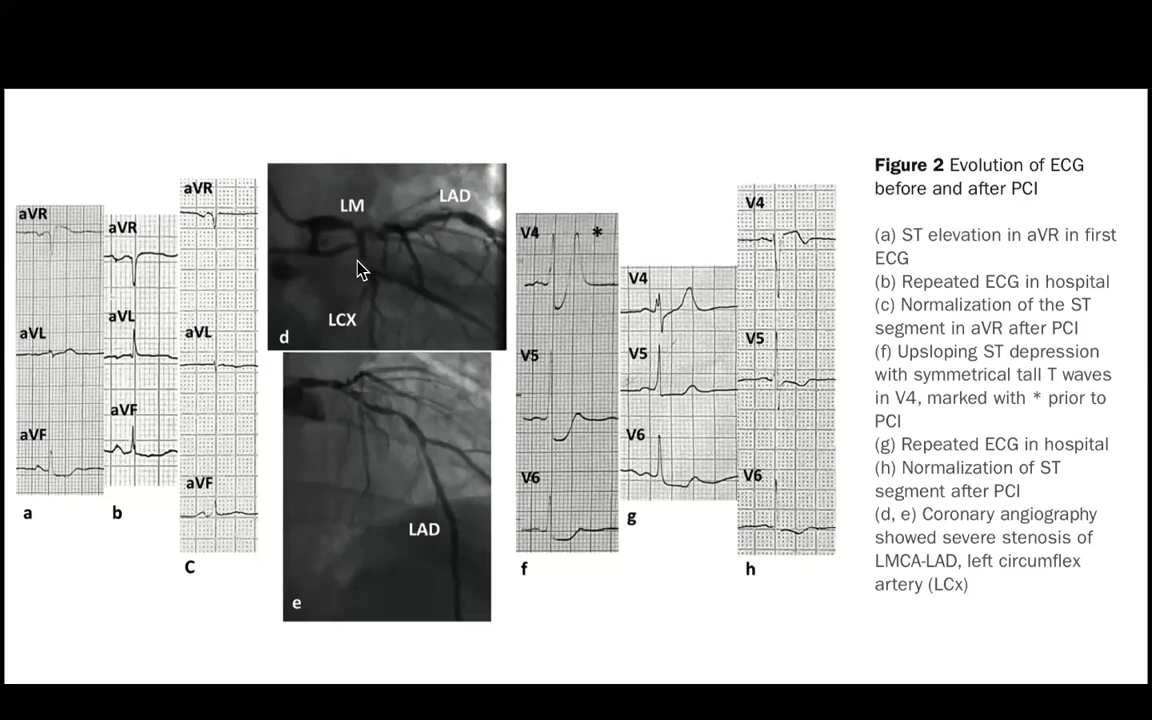 aVR
aVL
aVF
a
aVR
aVL
aVF
b
aVR
aVL
aVF
C
LM
LAD
LCX
d
LAD
e
V4
*
V5
V6
f
V4
V5
V6
g
V4
V5
V6
h
Figure 2 Evolution of ECG
before and after PCI
(a) ST elevation in aVR in first
ECG
(b) Repeated ECG in hospital
(c) Normalization of the ST
segment in aVR after PCI
(f) Upsloping ST depression
with symmetrical tall T waves
in V4, marked with * prior to
PCI
(g) Repeated ECG in hospital
(h) Normalization of ST
segment after PCI
(d, e) Coronary angiography
showed severe stenosis of
LMCA-LAD, left circumflex
artery (LCx)